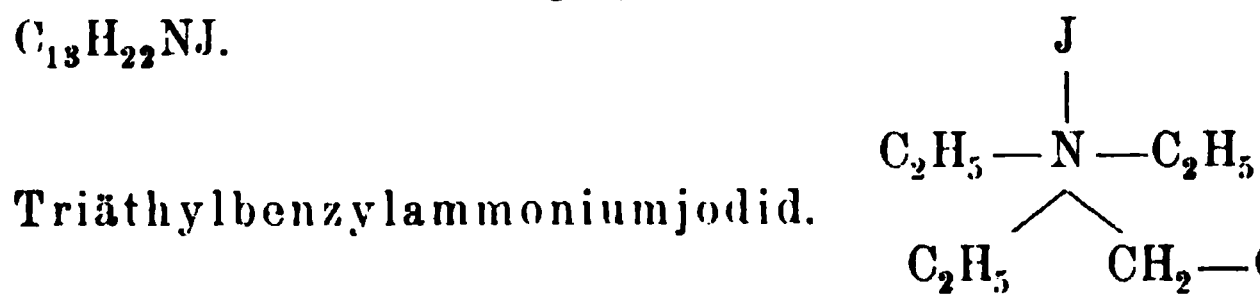 C₁₃H₂₂NJ.
J
C₂H₅—N—C₂H₅
Triäthylbenzylammoniumjodid.
C₂H₅ CH₂—